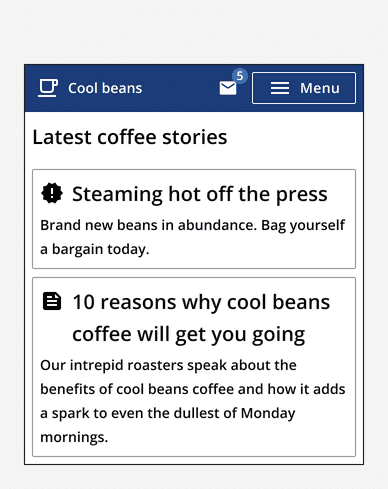 Cool beans
5
Menu
Latest coffee stories
Steaming hot off the press
Brand new beans in abundance. Bag yourself
a bargain today.
10 reasons why cool beans
coffee will get you going
Our intrepid roasters speak about the
benefits of cool beans coffee and how it adds
a spark to even the dullest of Monday
mornings.